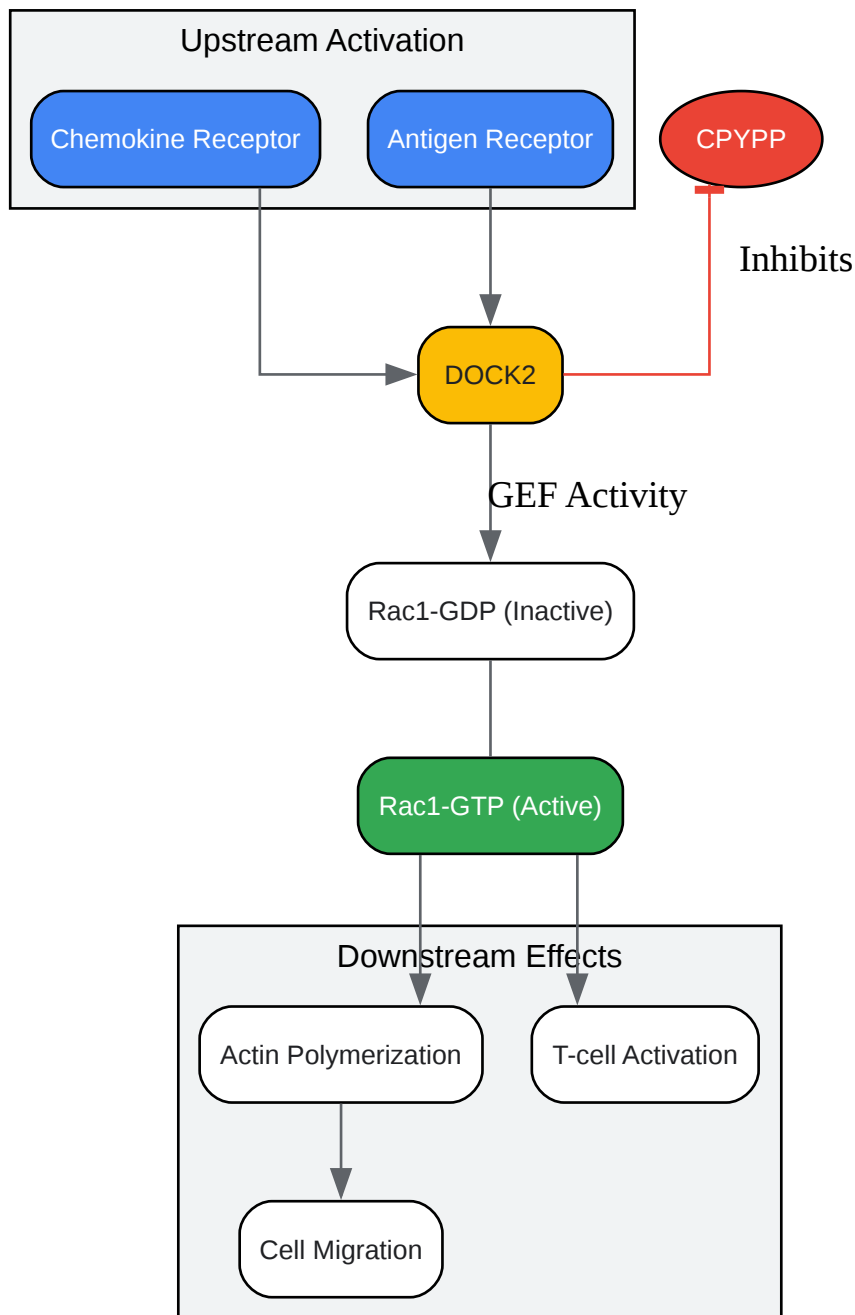 Upstream Activation
Chemokine Receptor
Antigen Receptor
CPYPP
Inhibits
DOCK2
GEF Activity
Rac1-GDP (Inactive)
Rac1-GTP (Active)
Downstream Effects
Actin Polymerization
T-cell Activation
Cell Migration